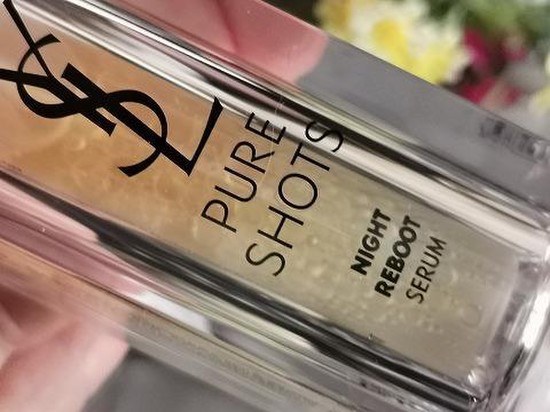 YSL
PURE
SHOTS
NIGHT
REBOOT
SERUM